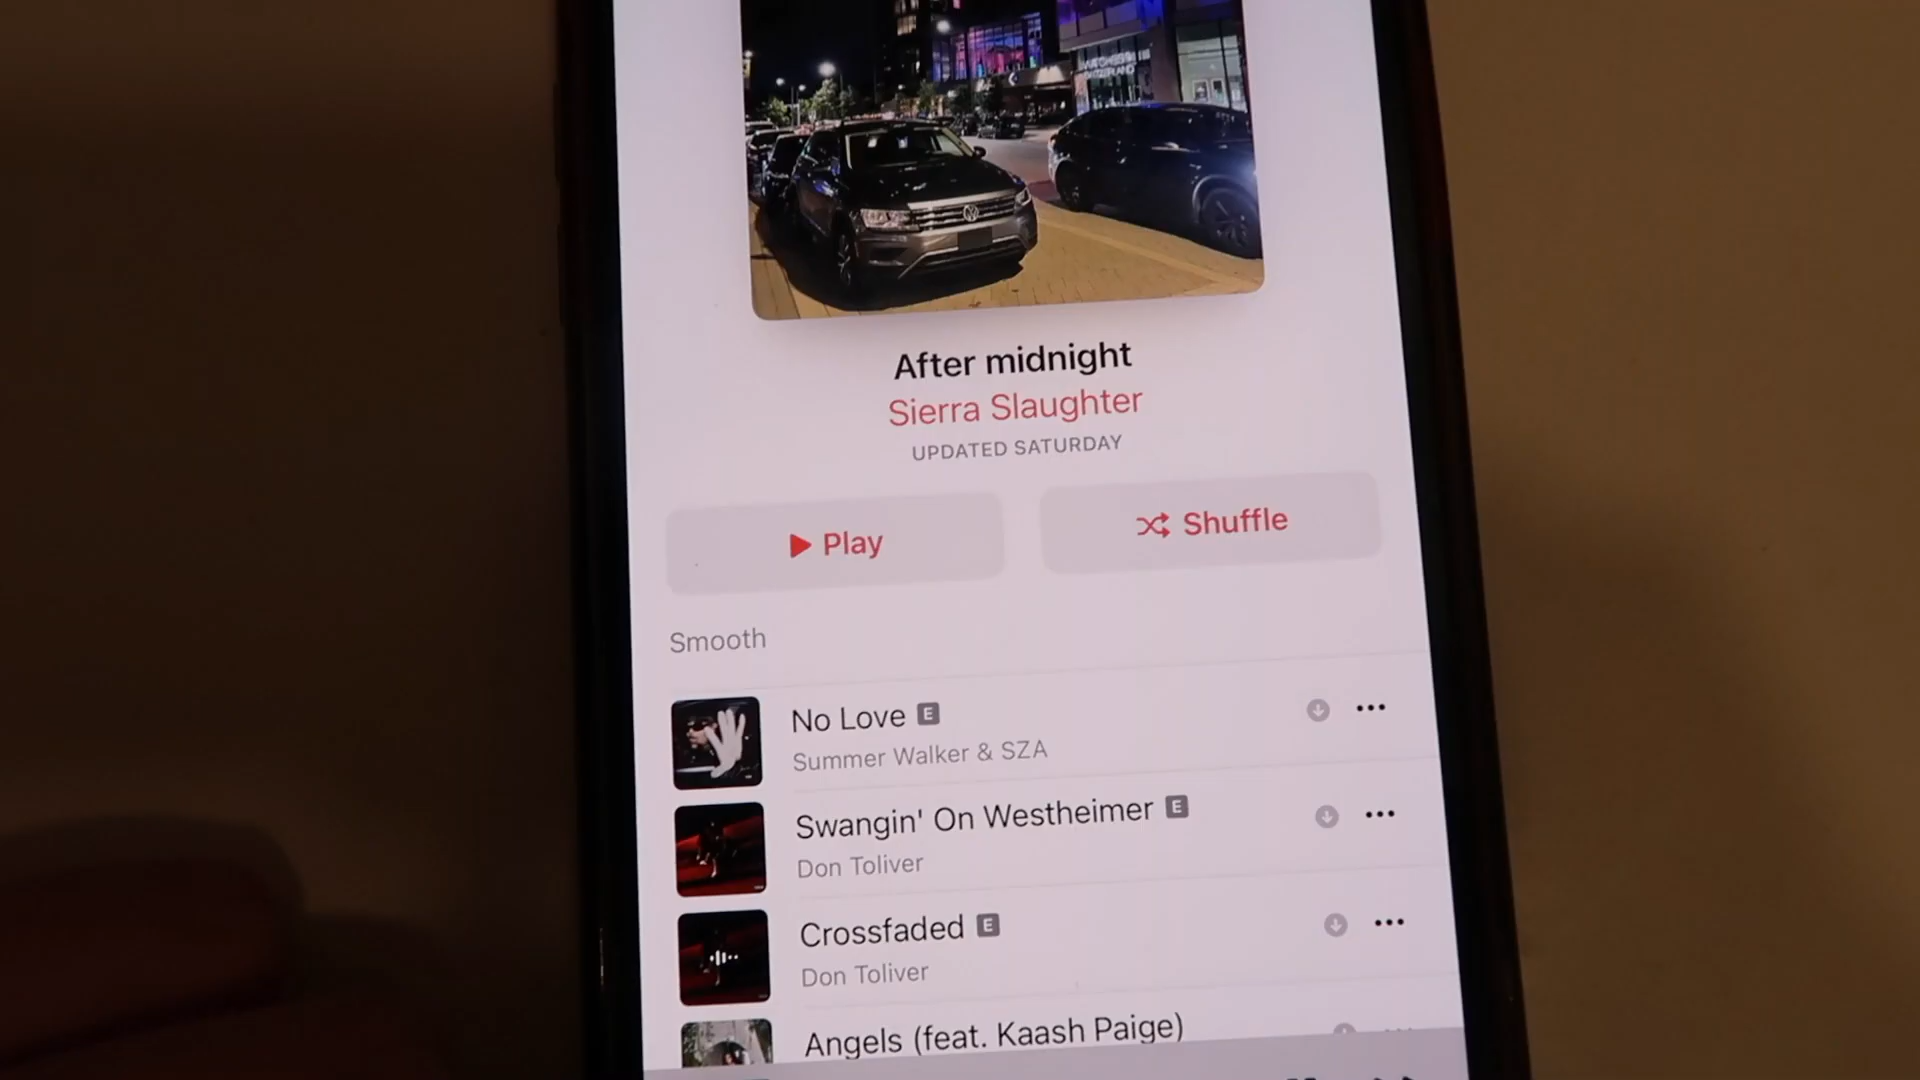 After midnight
Sierra Slaughter
UPDATED SATURDAY
Play
Shuffle
Smooth
No Love E
Summer Walker & SZA
Swangin' On Westheimer E
Don Toliver
Crossfaded E
Don Toliver
Angels (feat. Kaash Paige)